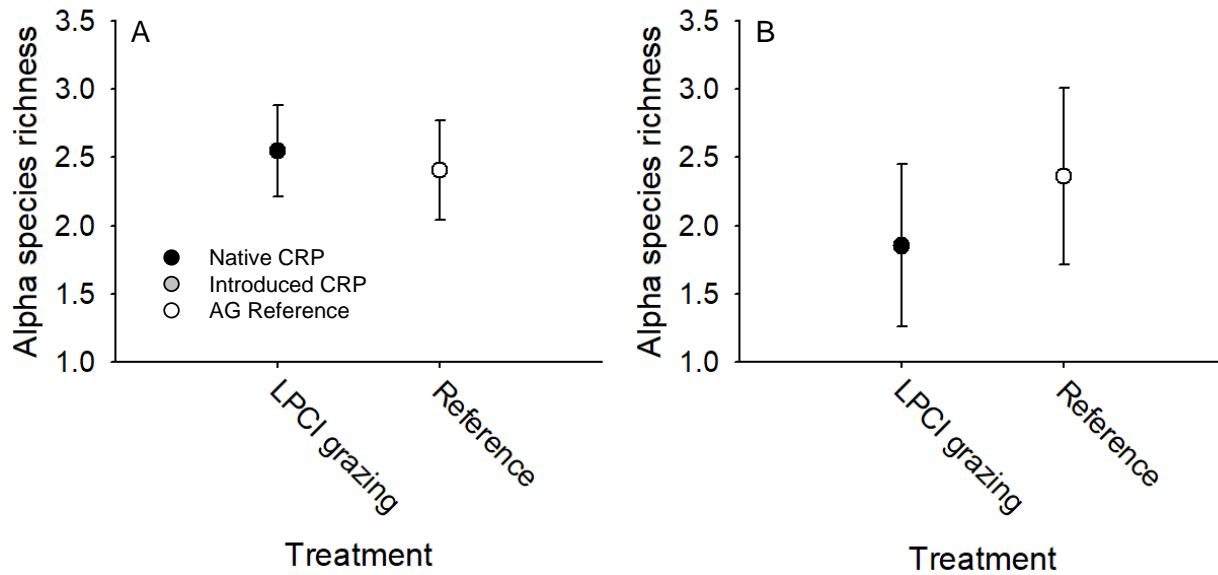 A
Alpha species richness
3.5
3.0
2.5
2.0
1.5
1.0
Native CRP
Introduced CRP
AG Reference
LPCI grazing
Reference
Treatment
B
Alpha species richness
3.5
3.0
2.5
2.0
1.5
1.0
LPCI grazing
Reference
Treatment